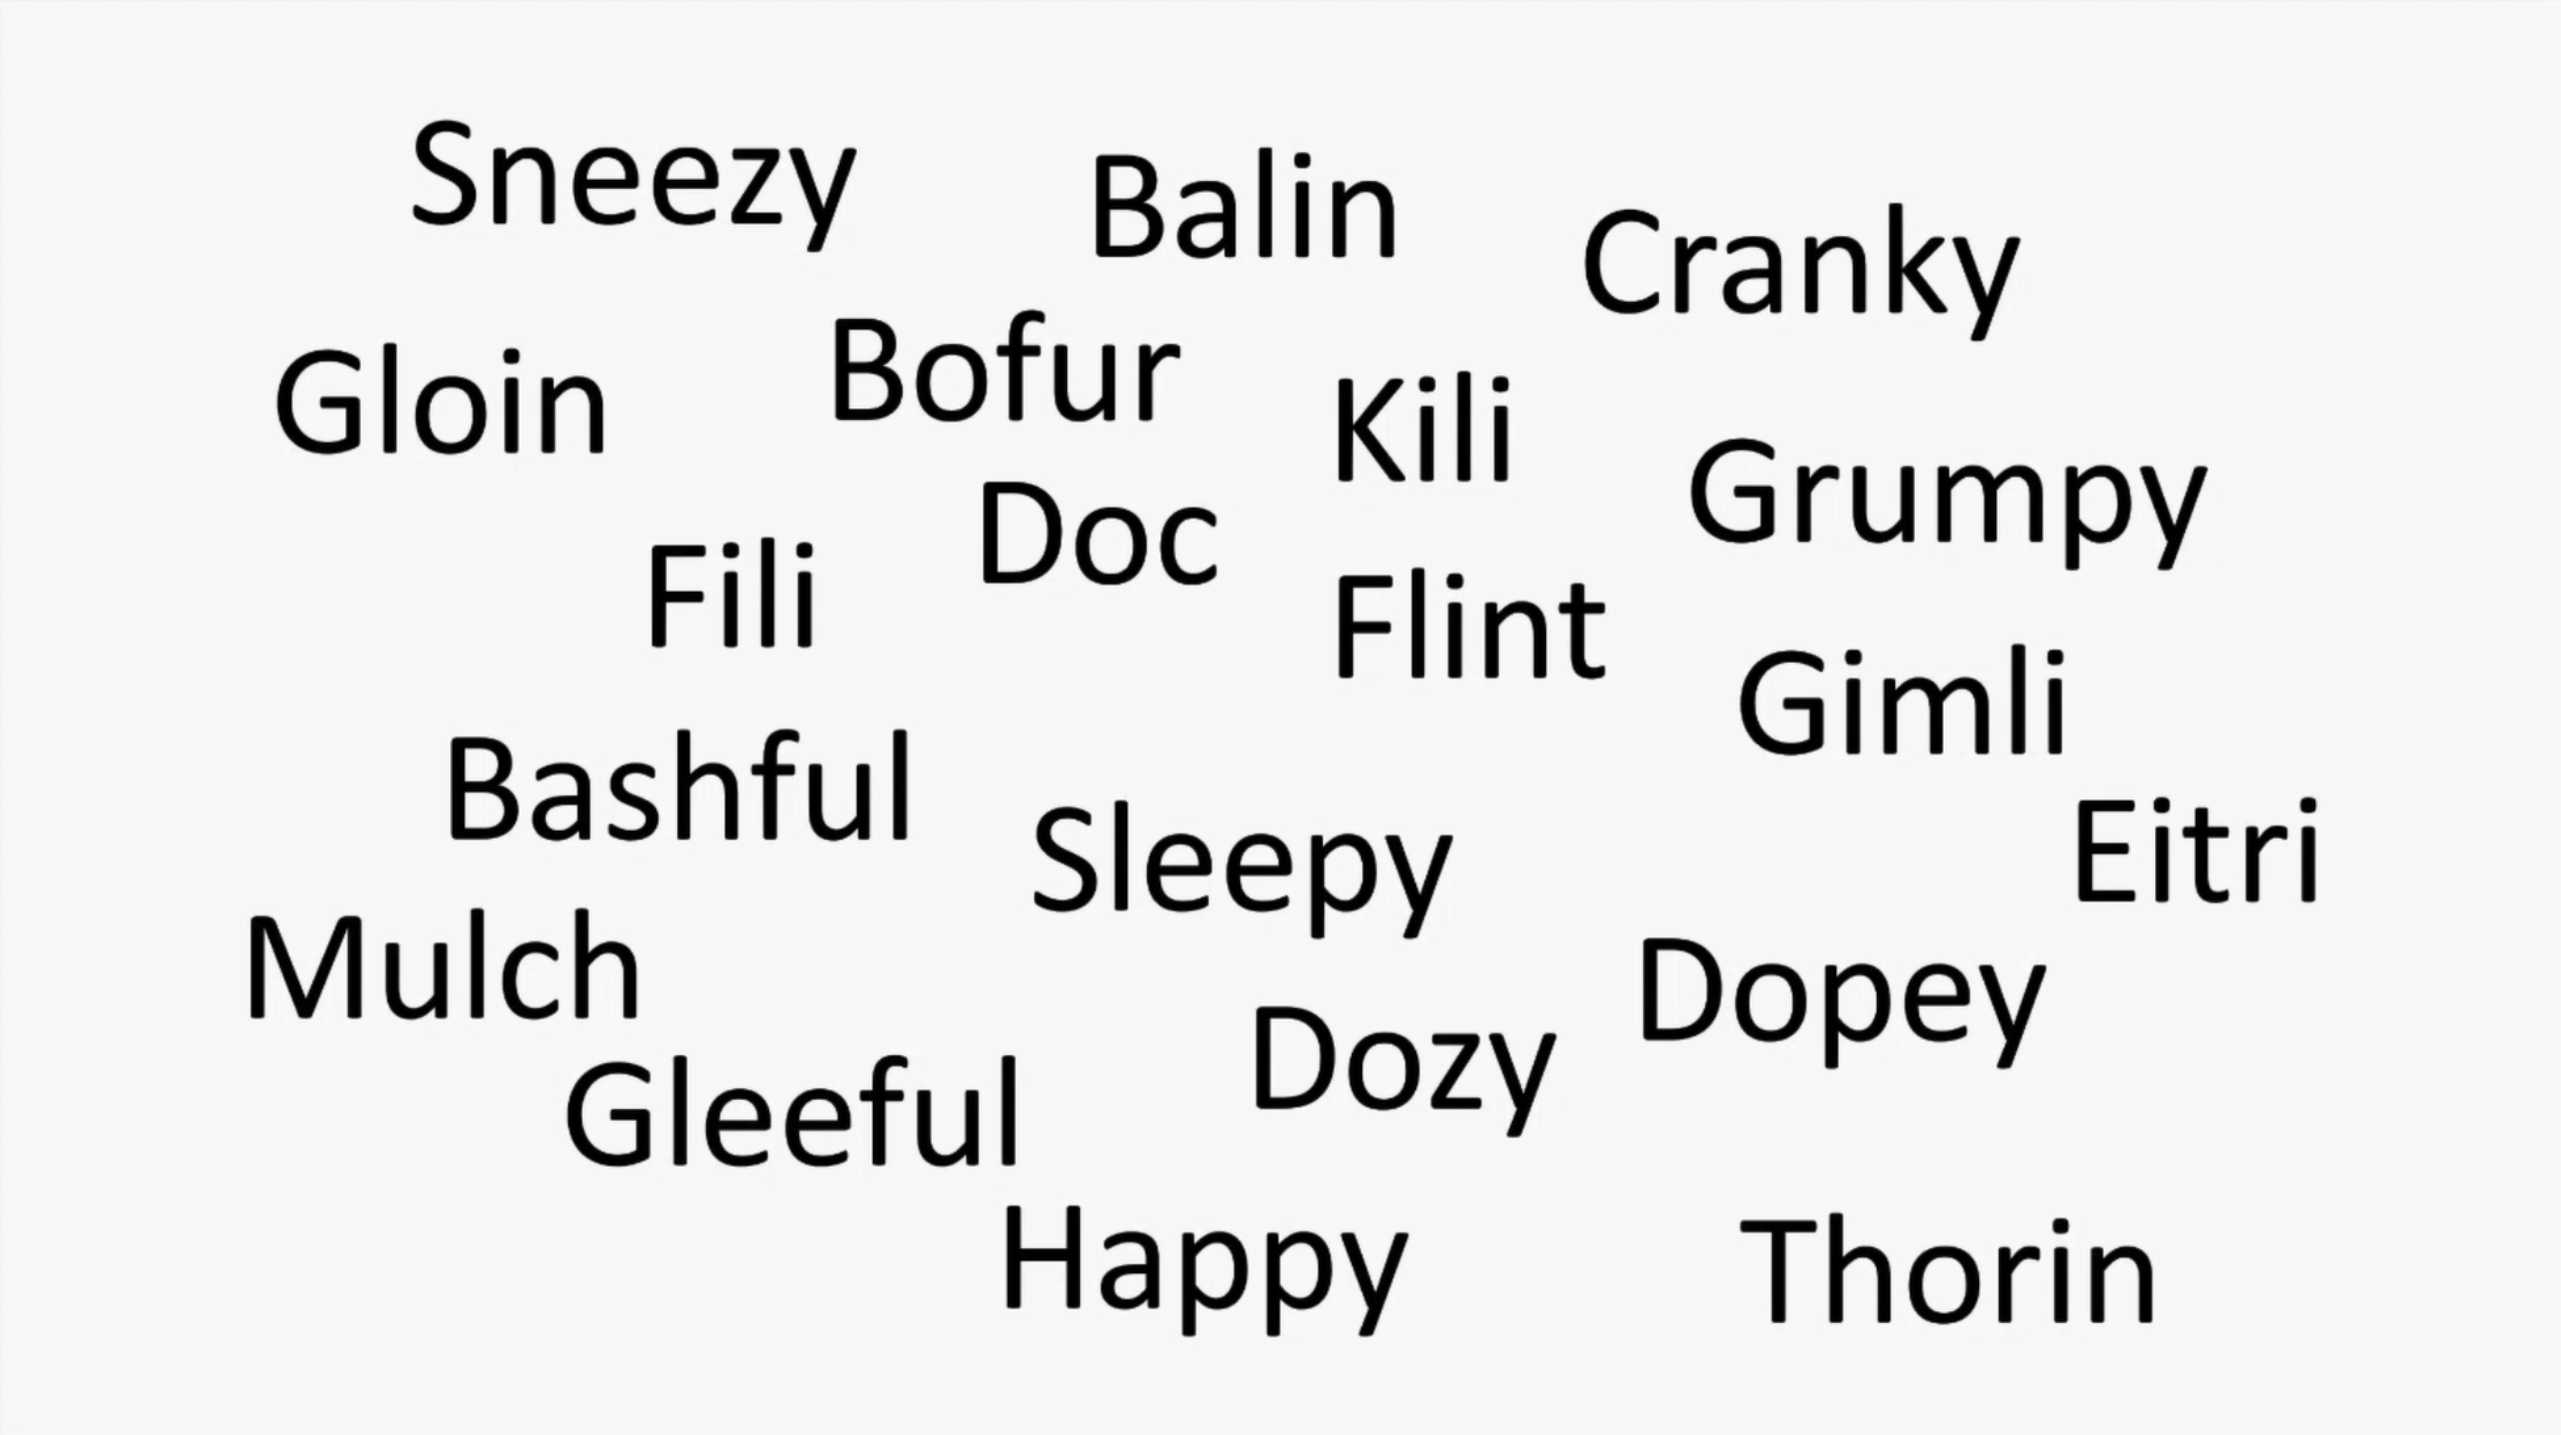 Sneezy
Balin
Cranky
Gloin
Bofur
Kili
Grumpy
Doc
Fili
Flint
Gimli
Bashful
Sleepy
Eitri
Mulch
Dopey
Dozy
Gleeful
Happy
Thorin